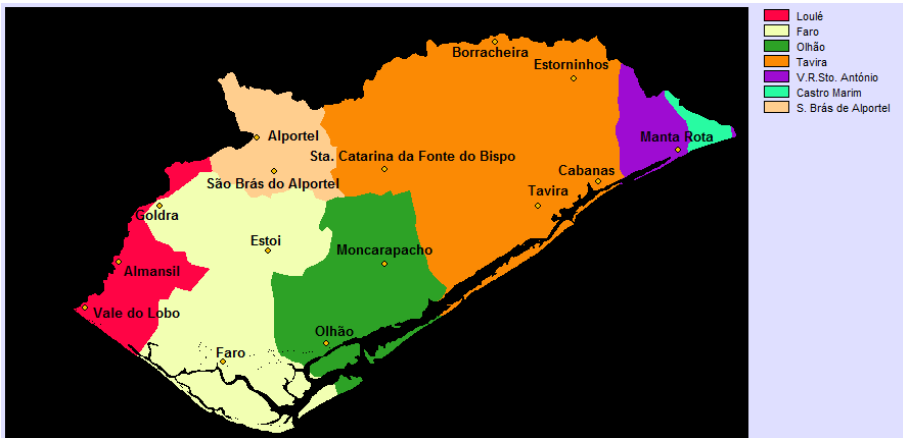 Loulé
Faro
Olhão
Tavira
V.R.Sto. António
Castro Marim
S. Brás de Alportel
Borracheira
Estorninhos
Alportel
Manta Rota
Sta. Catarina da Fonte do Bispo
São Brás do Alportel
Cabanas
Tavira
Goldra
Estoi
Moncarapacho
Almansil
Vale do Lobo
Olhão
Faro